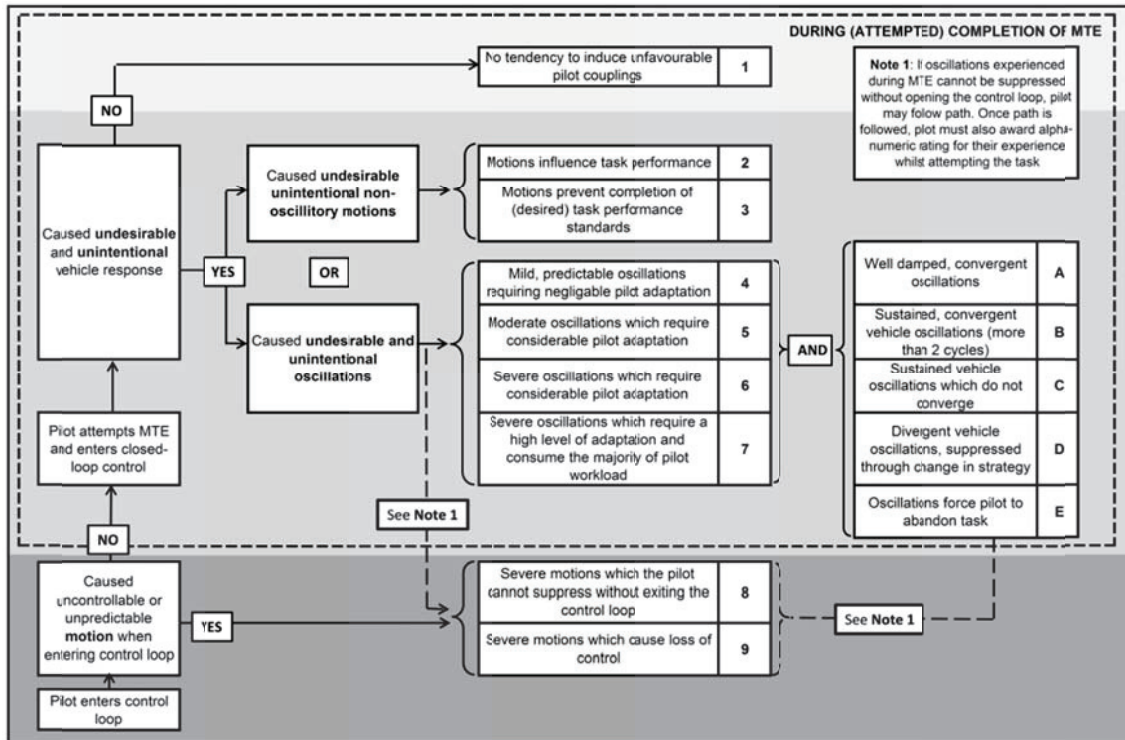 DURING (ATTEMPTED) COMPLETION OF MTE
No tendency to induce unfavourable
pilot couplings
1
Note 1: If oscillations experienced
during MTE cannot be suppressed
without opening the control loop, pilot
may folow path. Once path is
followed, plot must also award alpha-
numeric rating for their experience
whilst attempting the task
NO
Caused undesirable
and unintentional
vehicle response
YES
Caused undesirable
unintentional non-
oscillitory motions
OR
Caused undesirable and
unintentional
oscillations
Motions influence task performance
2
Motions prevent completion of
(desired) task performance
standards
3
Mild, predictable oscillations
requiring negligable pilot adaptation
4
Moderate oscillations which require
considerable pilot adaptation
5
Severe oscillations which require
considerable pilot adaptation
6
Severe oscillations which require a
high level of adaptation and
consume the majority of pilot
workload
7
AND
Well damped, convergent
oscillations
A
Sustained, convergent
vehicle oscillations (more
than 2 cycles)
B
Sustained vehicle
oscillations which do not
converge
C
Divergent vehicle
oscillations, suppressed
through change in strategy
D
Oscillations force pilot to
abandon task
E
Pilot attempts MTE
and enters closed-
loop control
See Note 1
NO
Caused
uncontrollable or
unpredictable
motion when
entering control loop
YES
Severe motions which the pilot
cannot suppress without exiting the
control loop
8
Severe motions which cause loss of
control
9
See Note 1
Pilot enters control
loop